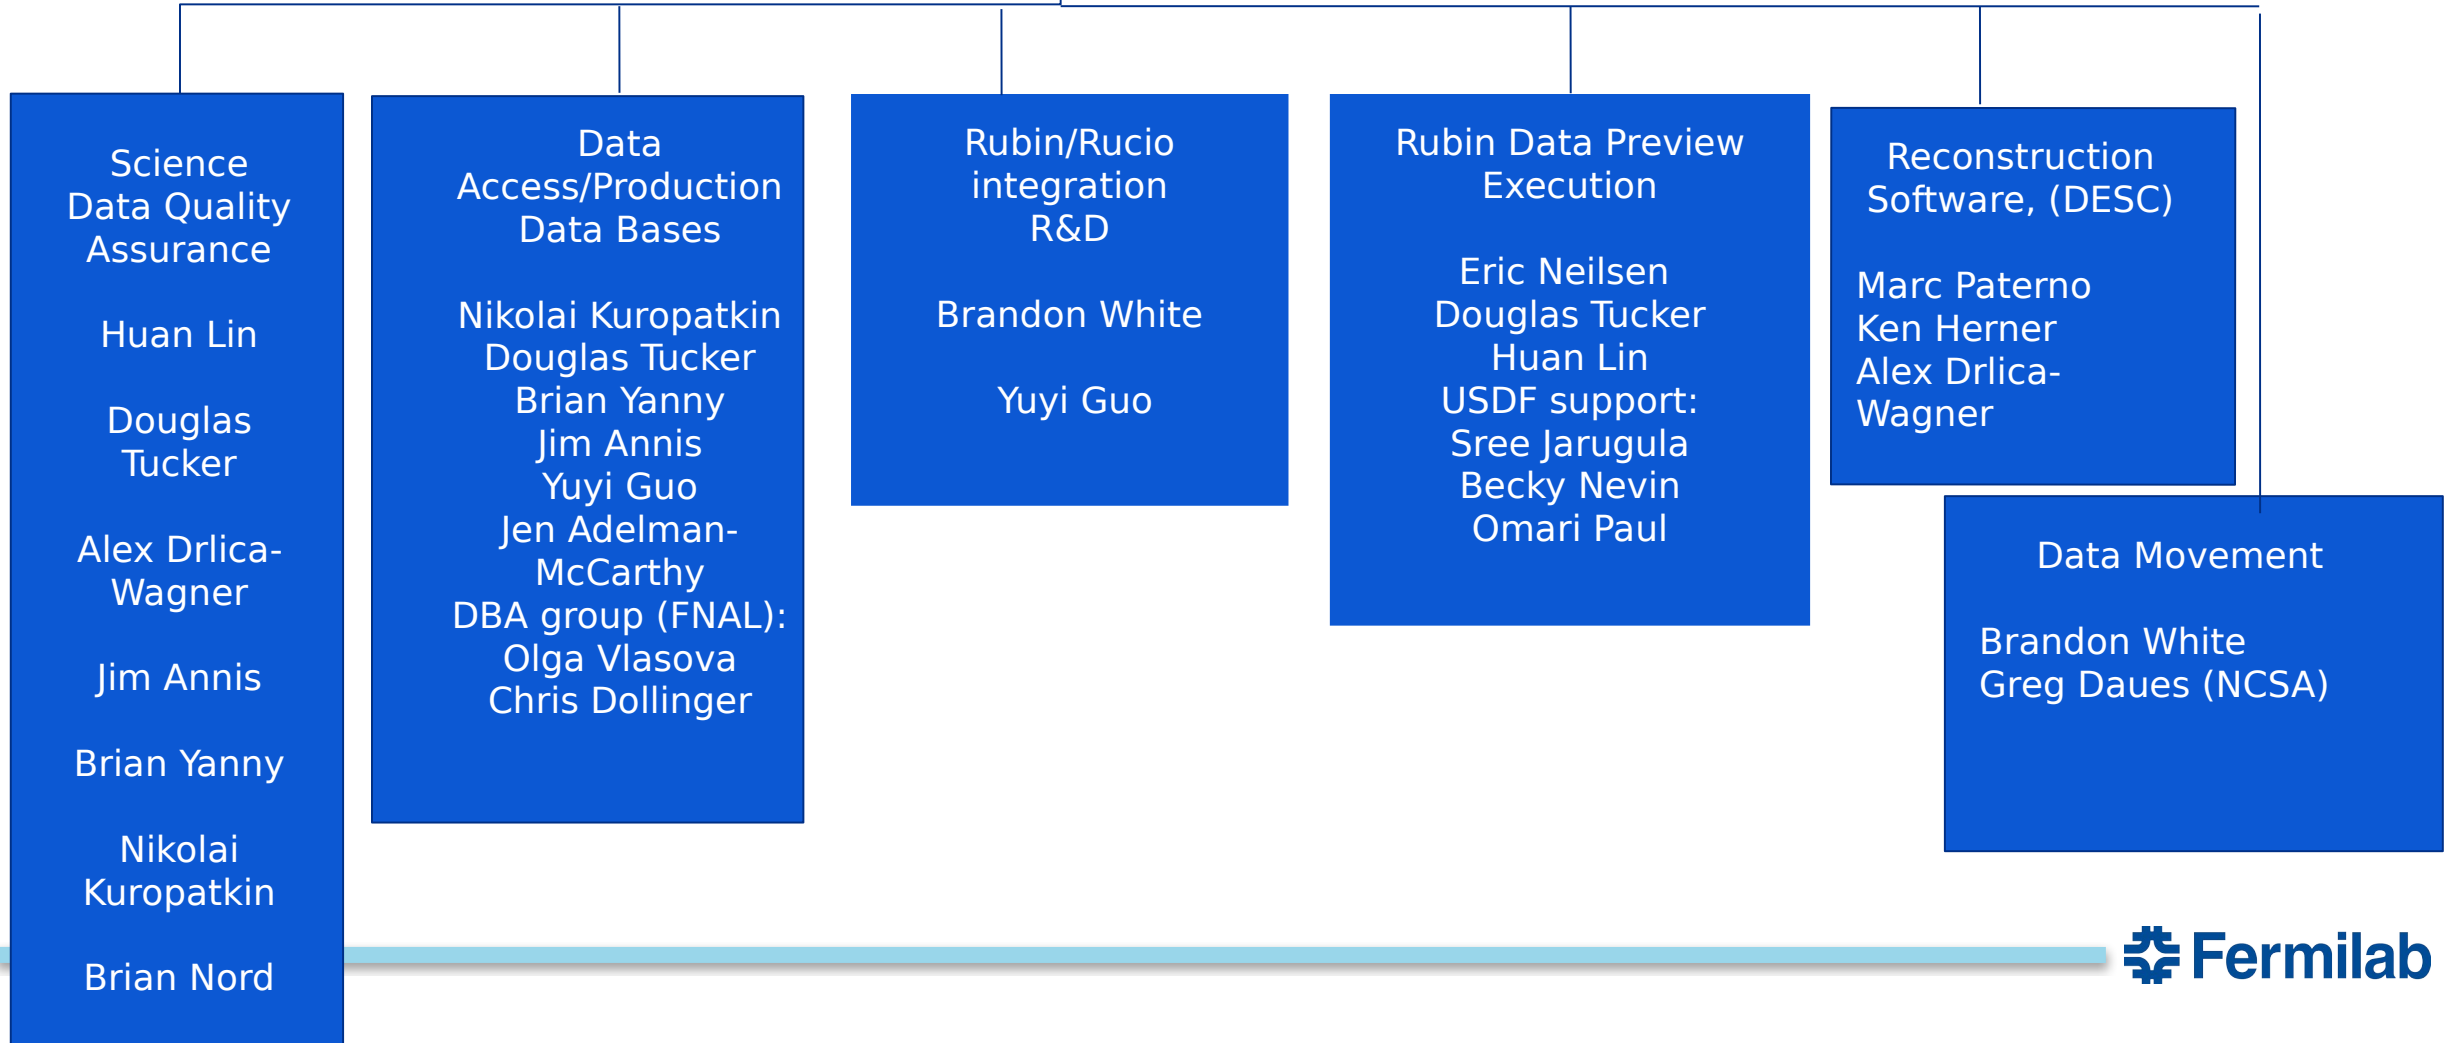 Science
Data Quality
Assurance
Huan Lin
Douglas
Tucker
Alex Drlica-
Wagner
Jim Annis
Brian Yanny
Nikolai
Kuropatkin
Brian Nord
Data
Access/Production
Data Bases
Nikolai Kuropatkin
Douglas Tucker
Brian Yanny
Jim Annis
Yuyi Guo
Jen Adelman-
McCarthy
DBA group (FNAL):
Olga Vlasova
Chris Dollinger
Rubin/Rucio
integration
R&D
Brandon White
Yuyi Guo
Rubin Data Preview
Execution
Eric Neilsen
Douglas Tucker
Huan Lin
USDF support:
Sree Jarugula
Becky Nevin
Omari Paul
Reconstruction
Software, (DESC)
Marc Paterno
Ken Herner
Alex Drlica-
Wagner
Data Movement
Brandon White
Greg Daues (NCSA)
Fermilab